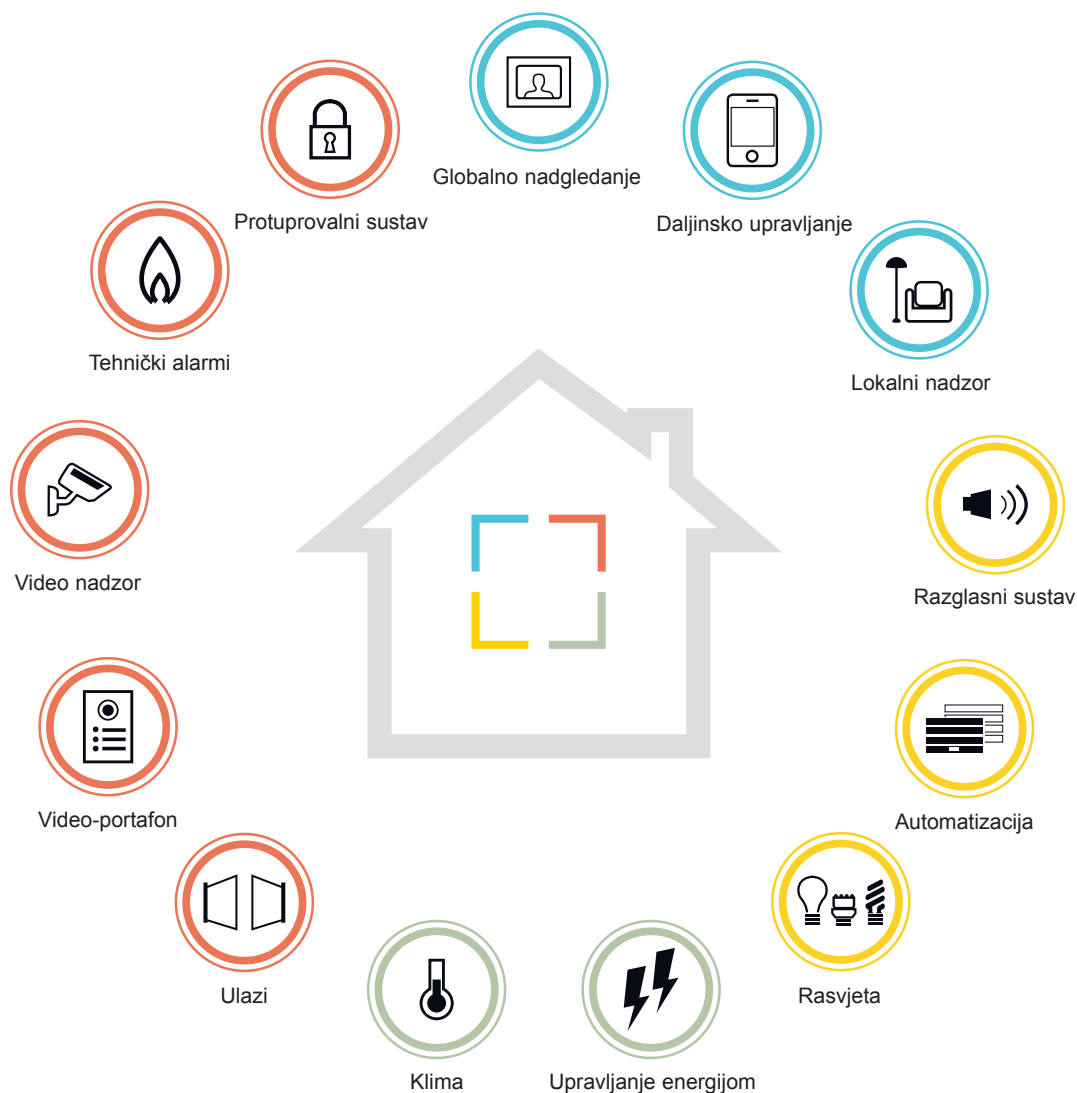 Globalno nadgledanje
Daljinsko upravljanje
Protuprovalni sustav
Tehnički alarmi
Lokalni nadzor
Video nadzor
Razglasni sustav
Video-portafon
Automatizacija
Ulazi
Rasvjeta
Klima
Upravljanje energijom